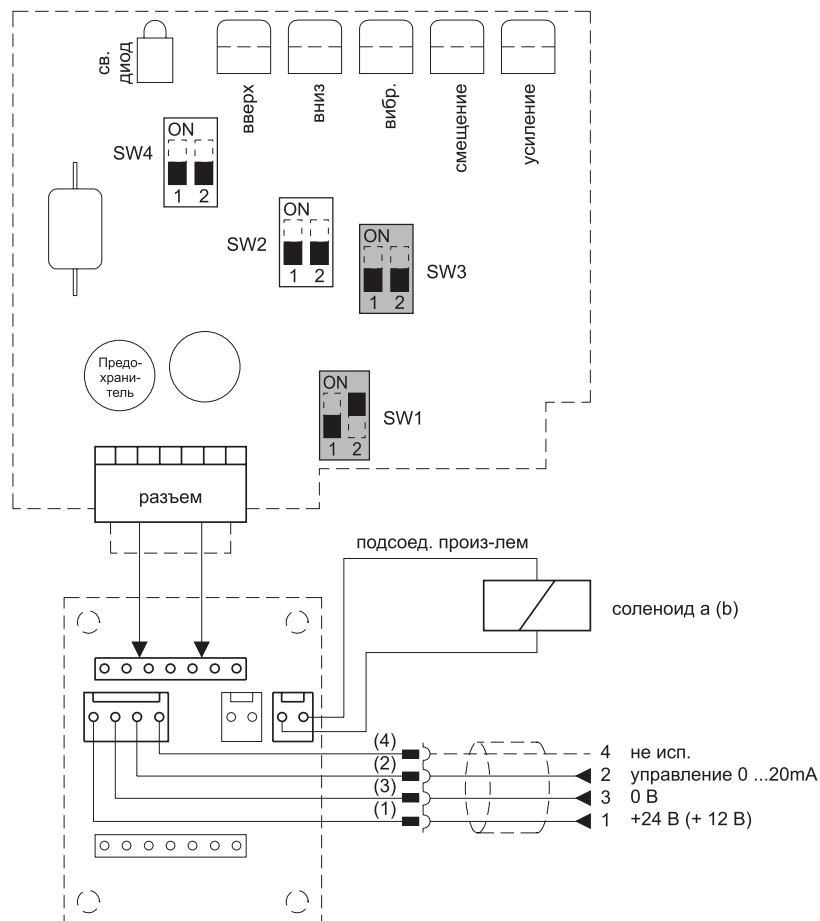 св.
диод
вверх
вниз
вибр.
смещение
усиление
ON
SW4
1 2
ON
SW2
1 2
ON
SW3
1 2
Предо-
храни-
тель
ON
SW1
1 2
разъем
подсоед. произ-лем
соленоид a (b)
(4)
4 не исп.
(2)
2 управление 0 ...20mA
(3)
3 0 В
(1)
1 +24 В (+ 12 В)